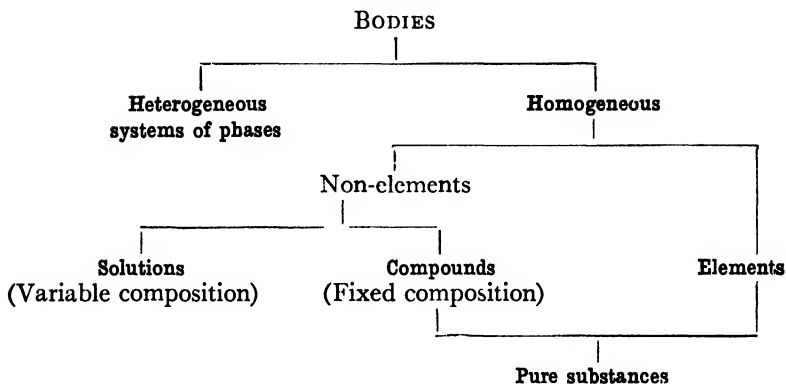 BODIES
Heterogeneous
systems of phases
Homogeneous
Non-elements
Solutions
(Variable composition)
Compounds
(Fixed composition)
Elements
Pure substances